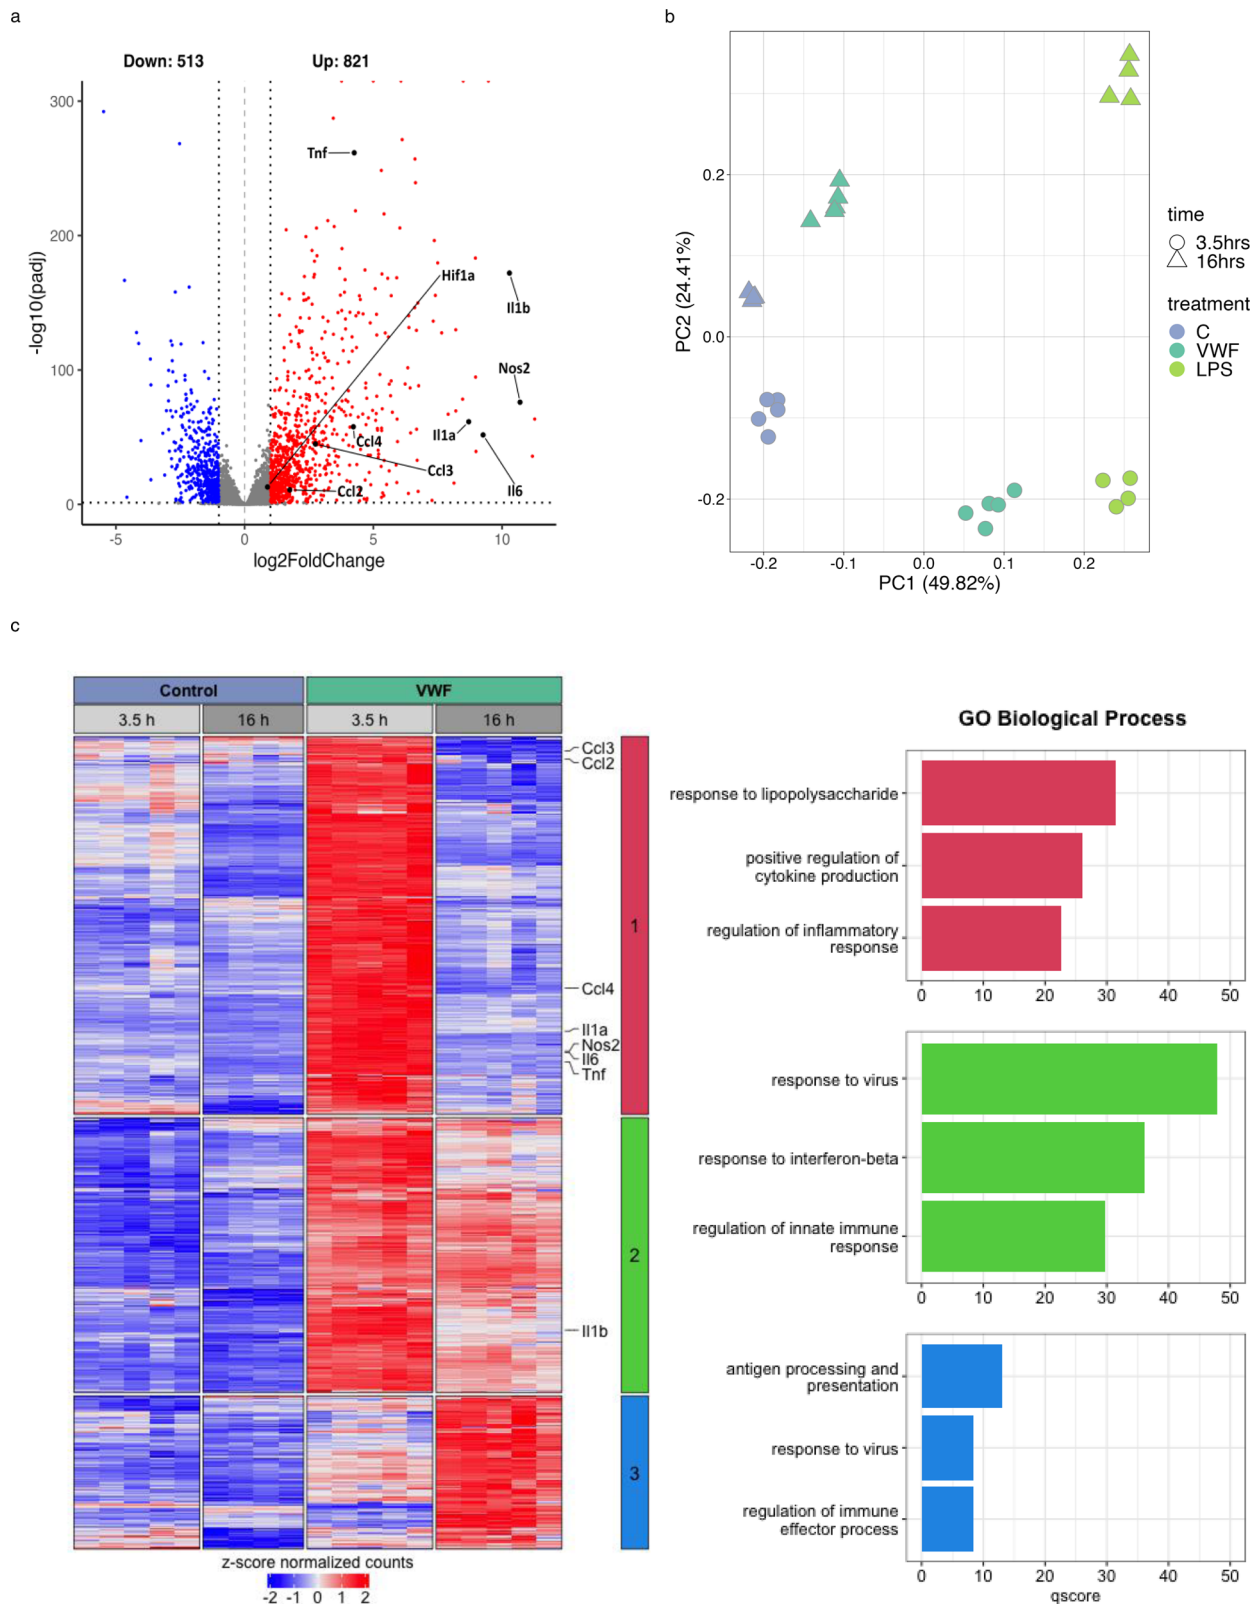 a
Down: 513
Up: 821
-log10(padj)
300
200
100
0
Tnf
Hif1a
Il1b
Nos2
Il1a
Ccl4
Ccl3
Ccl2
Il6
-5
0
5
10
log2FoldChange
b
PC2 (24.41%)
0.2
0.0
-0.2
-0.2
-0.1
0.0
0.1
0.2
PC1 (49.82%)
time
3.5hrs
16hrs
treatment
C
VWF
LPS
c
Control
VWF
3.5 h
16 h
3.5 h
16 h
Ccl3
Ccl2
Ccl4
Il1a
Nos2
Il6
Tnf
Il1b
1
2
3
z-score normalized counts
-2 -1 0 1 2
GO Biological Process
response to lipopolysaccharide
positive regulation of
cytokine production
regulation of inflammatory
response
0 10 20 30 40 50
response to virus
response to interferon-beta
regulation of innate immune
response
0 10 20 30 40 50
antigen processing and
presentation
response to virus
regulation of immune
effector process
0 10 20 30 40 50
qscore